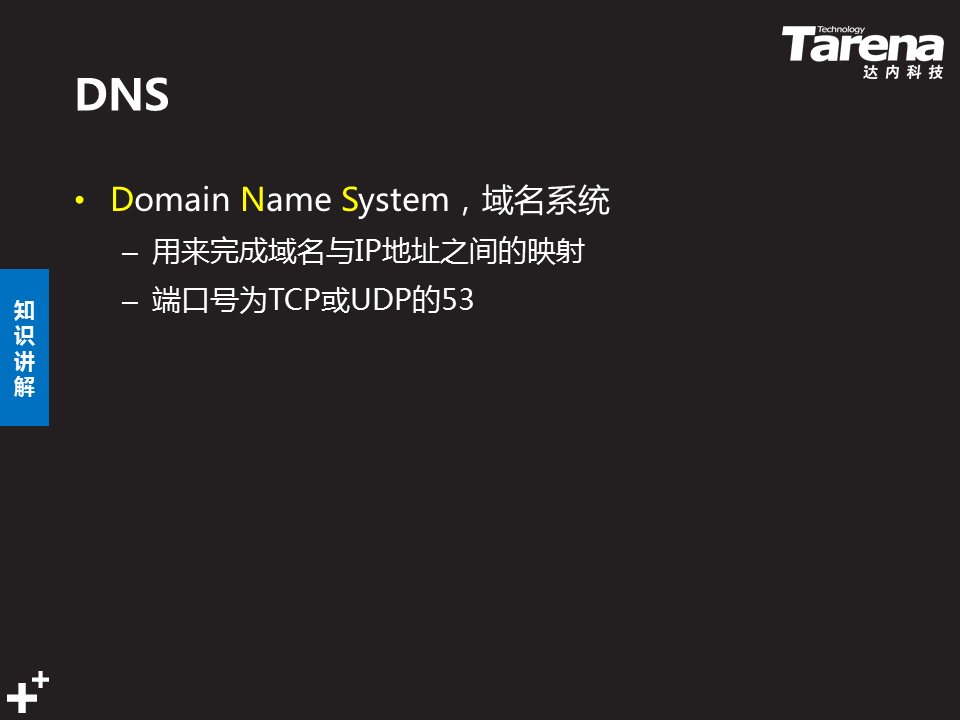 Technology
Tarena
达内科技
DNS
• Domain Name System，域名系统
– 用来完成域名与IP地址之间的映射
– 端口号为TCP或UDP的53
知识讲解